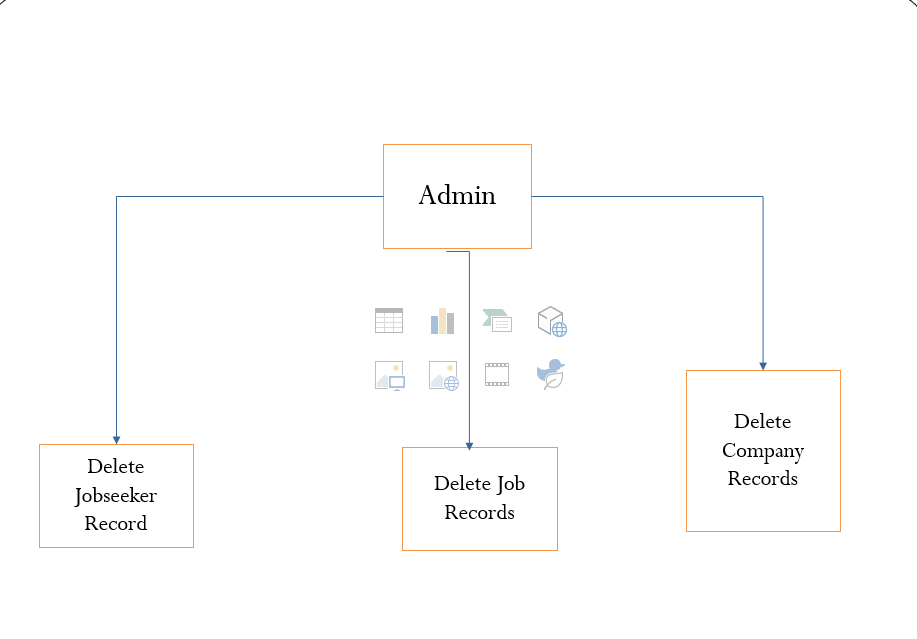 Admin
Delete
Jobseeker
Record
Delete Job
Records
Delete
Company
Records